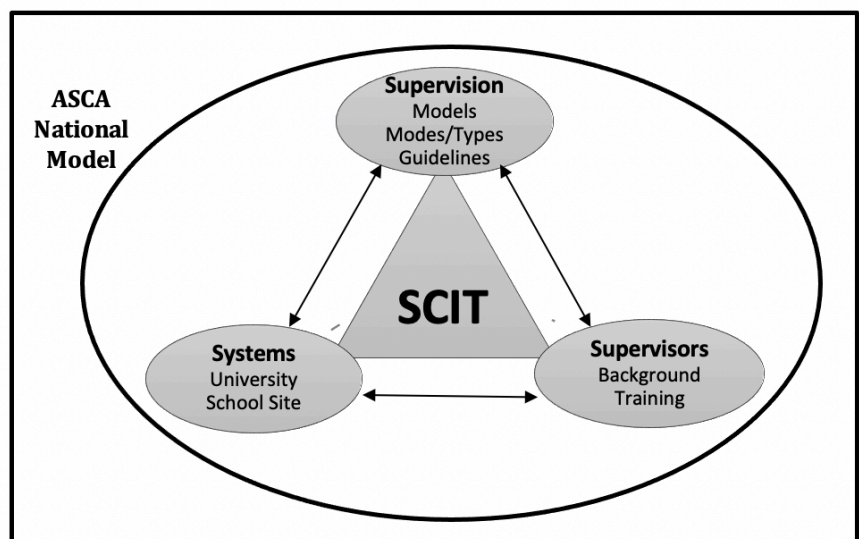 ASCA
National
Model
Supervision
Models
Modes/Types
Guidelines
SCIT
Systems
University
School Site
Supervisors
Background
Training